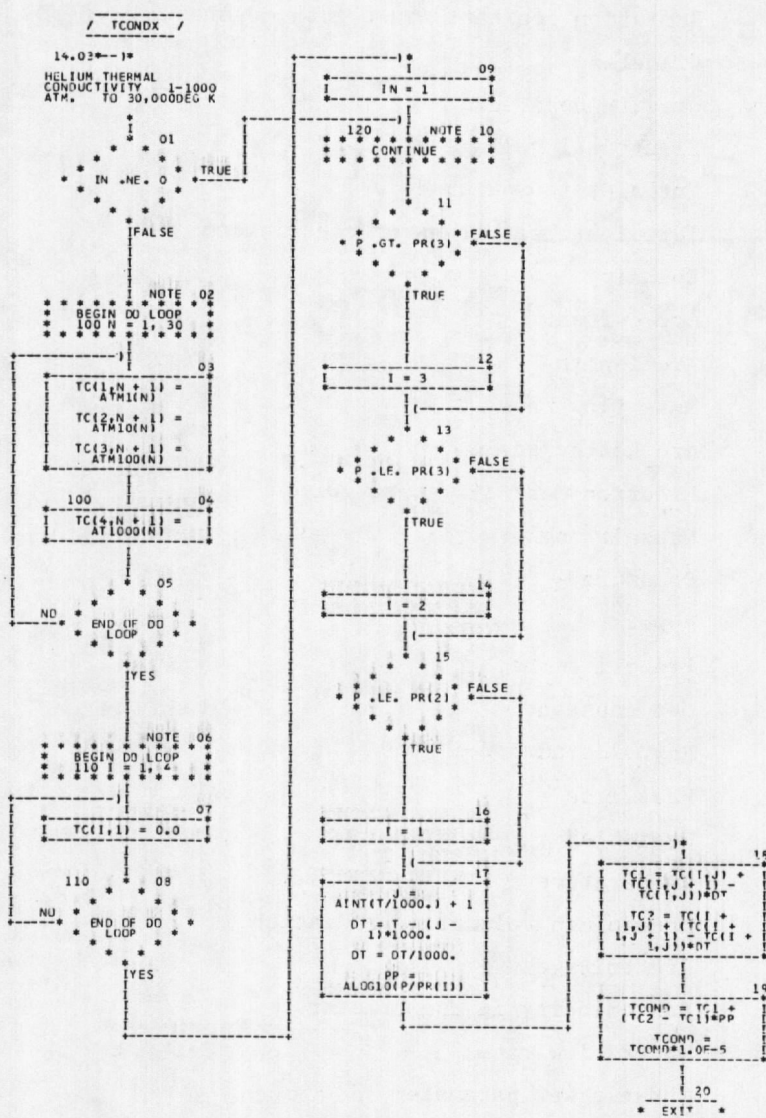 / TCONDX /
14.03*--)*
HELIUM THERMAL
CONDUCTIVITY 1-1000
ATM. TO 30,000DEG K
01
IN .NE. 0
TRUE
FALSE
NOTE 02
BEGIN DO LOOP
100 N = 1, 30
03
TC(1,N + 1) =
ATM1(N)
TC(2,N + 1) =
ATM10(N)
TC(3,N + 1) =
ATM100(N)
100 04
TC(4,N + 1) =
AT1000(N)
05
NO
END OF DO
LOOP
YES
NOTE 06
BEGIN DO LOOP
110 I = 1, 4
07
TC(I,1) = 0.0
110 08
NO
END OF DO
LOOP
YES
09
IN = 1
120 NOTE 10
CONTINUE
11
P .GT. PR(3)
FALSE
TRUE
12
I = 3
13
P .LE. PR(3)
FALSE
TRUE
14
I = 2
15
P .LE. PR(2)
FALSE
TRUE
16
I = 1
17
J =
AINT(T/1000.) + 1
DT = T - (J -
1)*1000.
DT = DT/1000.
PP =
ALOG10(P/PR(I))
18
TC1 = TC(I,J) +
(TC(I,J + 1) -
TC(I,J))*DT
TC2 = TC(I +
1,J) + (TC(I +
1,J + 1) - TC(I +
1,J))*DT
19
TCOND = TC1 +
(TC2 - TC1)*PP
TCOND =
TCOND*1.0E-5
20
* EXIT *